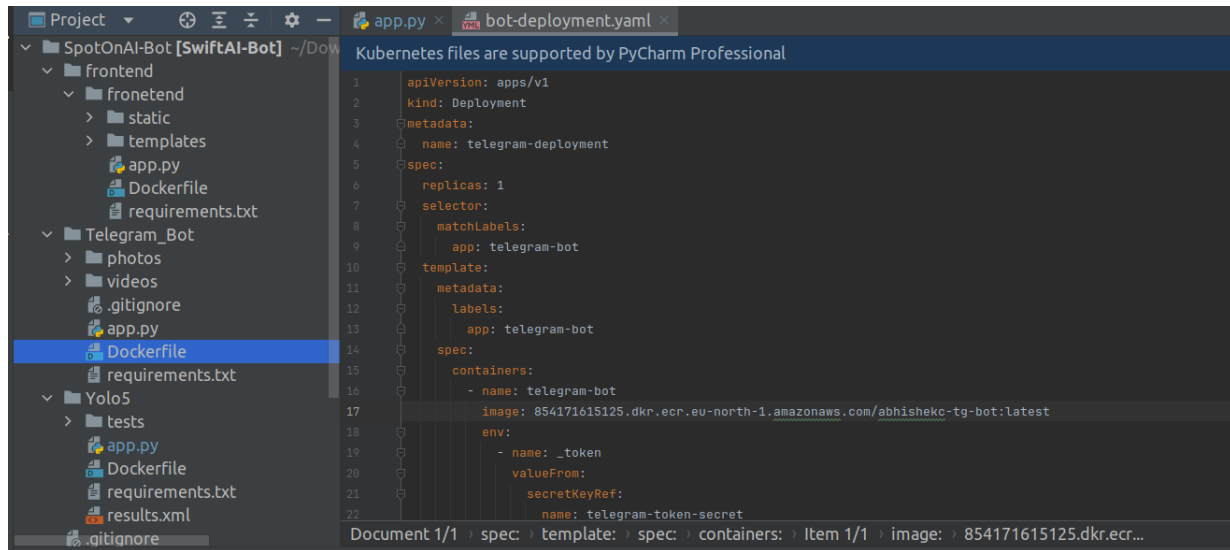 Project
SpotOnAI-Bot [SwiftAI-Bot] ~/Dow
frontend
fronetend
static
templates
app.py
Dockerfile
requirements.txt
Telegram_Bot
photos
videos
.gitignore
app.py
Dockerfile
requirements.txt
Yolo5
tests
app.py
Dockerfile
requirements.txt
results.xml
.gitignore
app.py × bot-deployment.yaml ×
Kubernetes files are supported by PyCharm Professional
1 apiVersion: apps/v1
2 kind: Deployment
3 metadata:
4 name: telegram-deployment
5 spec:
6 replicas: 1
7 selector:
8 matchLabels:
9 app: telegram-bot
10 template:
11 metadata:
12 labels:
13 app: telegram-bot
14 spec:
15 containers:
16 - name: telegram-bot
17 image: 854171615125.dkr.ecr.eu-north-1.amazonaws.com/abhishekc-tg-bot:latest
18 env:
19 - name: _token
20 valueFrom:
21 secretKeyRef:
22 name: telegram-token-secret
Document 1/1 › spec: › template: › spec: › containers: › Item 1/1 › image: › 854171615125.dkr.ecr...